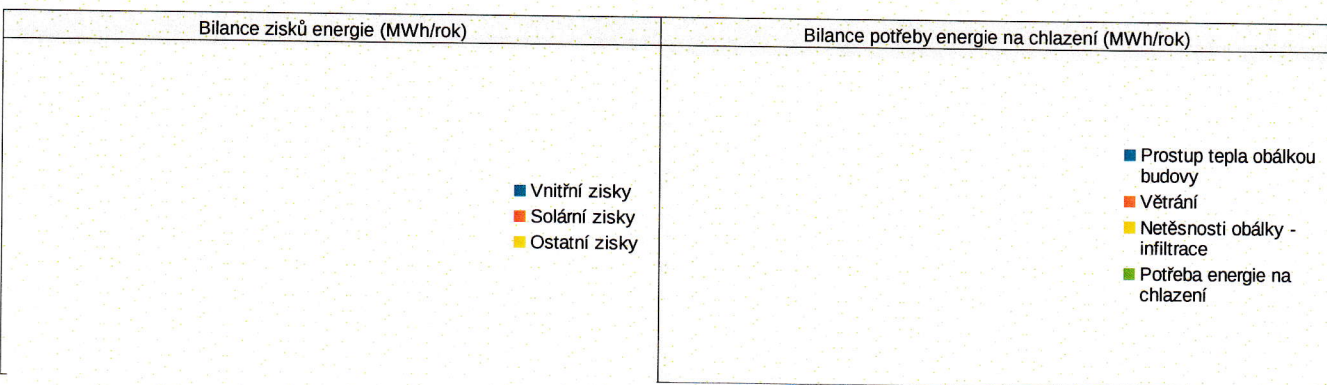 Bilance zisků energie (MWh/rok)
Bilance potřeby energie na chlazení (MWh/rok)
Vnitřní zisky
Solární zisky
Ostatní zisky
Prostup tepla obálkou
budovy
Větrání
Netěsnosti obálky -
infiltrace
Potřeba energie na
chlazení